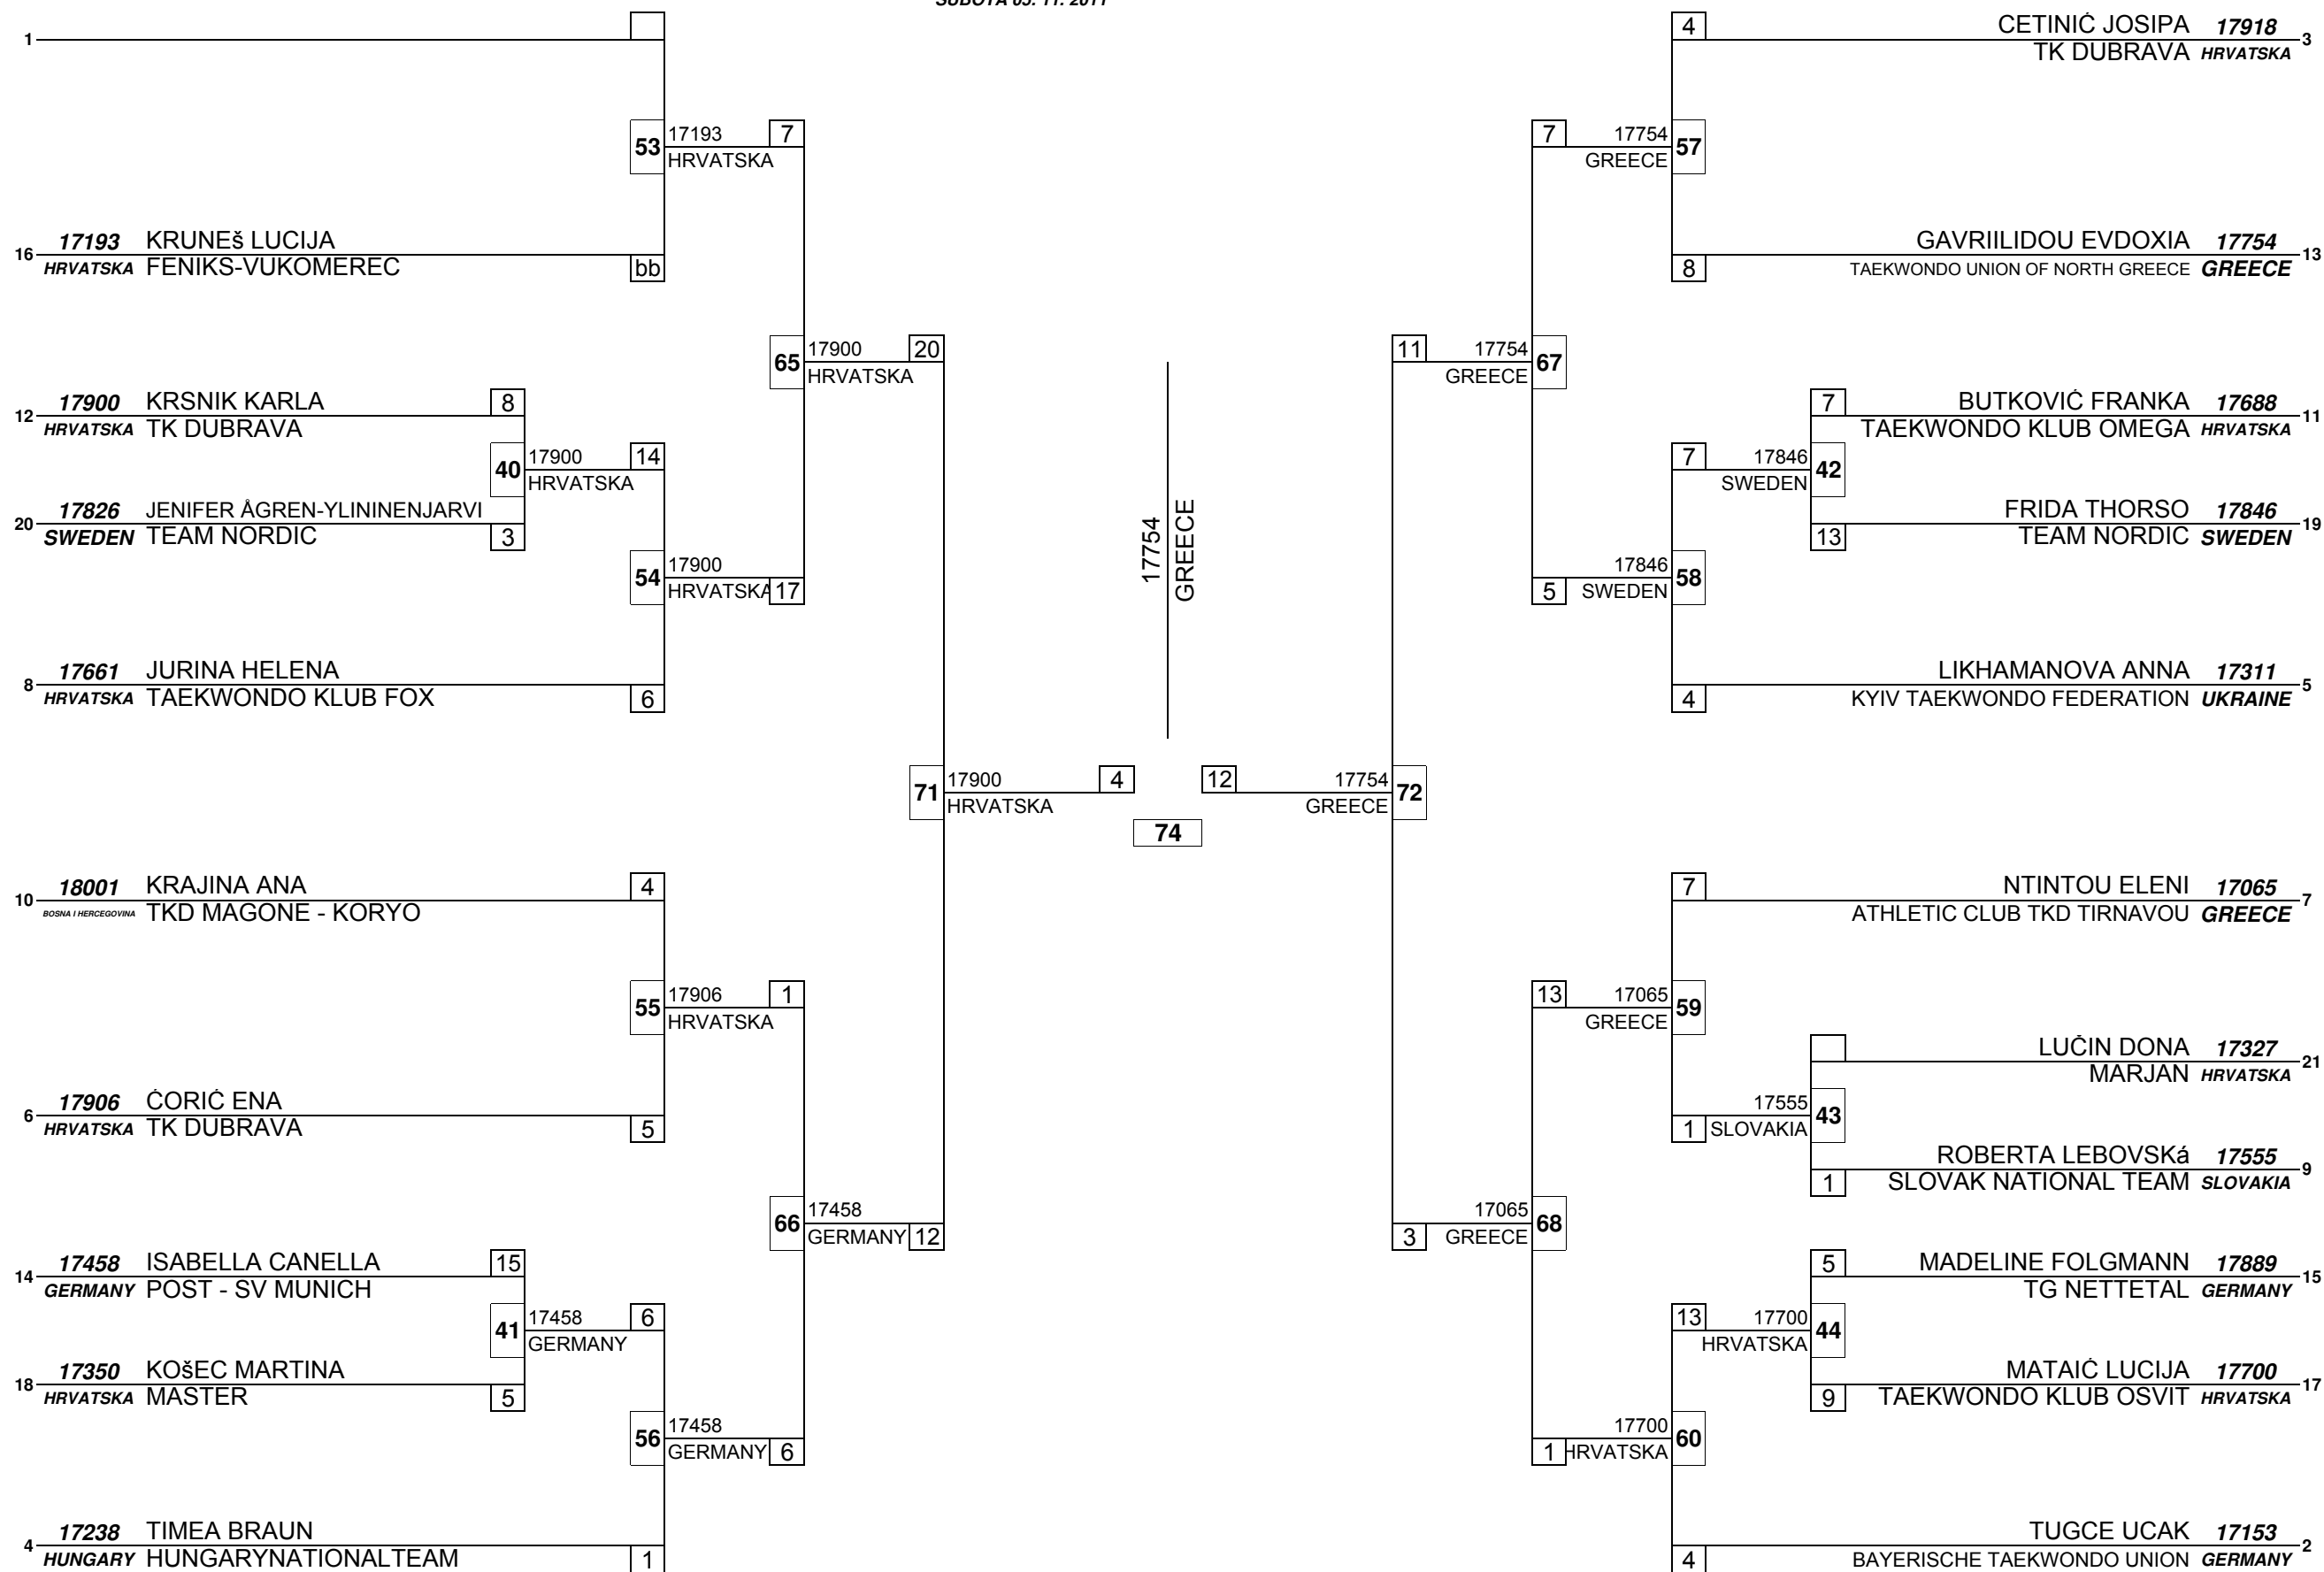 SUBOTA 05. 11. 2011
1
53
17193 7
HRVATSKA
16 17193 KRUNEš LUCIJA
HRVATSKA FENIKS-VUKOMEREC bb
65
17900 20
HRVATSKA
12 17900 KRSNIK KARLA 8
HRVATSKA TK DUBRAVA
40
17900 14
HRVATSKA
20 17826 JENIFER ÅGREN-YLININENJARVI
SWEDEN TEAM NORDIC 3
54
17900
HRVATSKA 17
8 17661 JURINA HELENA
HRVATSKA TAEKWONDO KLUB FOX 6
71
17900 4
HRVATSKA
10 18001 KRAJINA ANA 4
BOSNA I HERCEGOVINA TKD MAGONE - KORYO
55
17906 1
HRVATSKA
6 17906 ĆORIĆ ENA
HRVATSKA TK DUBRAVA 5
66
17458
GERMANY 12
14 17458 ISABELLA CANELLA 15
GERMANY POST - SV MUNICH
41
17458 6
GERMANY
18 17350 KOšEC MARTINA
HRVATSKA MASTER 5
56
17458
GERMANY 6
4 17238 TIMEA BRAUN
HUNGARY HUNGARYNATIONALTEAM 1
17754
GREECE
74
4 CETINIĆ JOSIPA 17918 3
TK DUBRAVA HRVATSKA
7 17754
GREECE
57
GAVRIILIDOU EVDOXIA 17754 13
8 TAEKWONDO UNION OF NORTH GREECE GREECE
11 17754
GREECE
67
7 BUTKOVIĆ FRANKA 17688 11
TAEKWONDO KLUB OMEGA HRVATSKA
7 17846
SWEDEN
42
FRIDA THORSO 17846 19
13 TEAM NORDIC SWEDEN
17846
5 SWEDEN
58
LIKHAMANOVA ANNA 17311 5
4 KYIV TAEKWONDO FEDERATION UKRAINE
12 17754
GREECE
72
7 NTINTOU ELENI 17065 7
ATHLETIC CLUB TKD TIRNAVOU GREECE
13 17065
GREECE
59
LUČIN DONA 17327 21
MARJAN HRVATSKA
17555
1 SLOVAKIA
43
ROBERTA LEBOVSKá 17555 9
1 SLOVAK NATIONAL TEAM SLOVAKIA
17065
3 GREECE
68
5 MADELINE FOLGMANN 17889 15
TG NETTETAL GERMANY
13 17700
HRVATSKA
44
MATAIĆ LUCIJA 17700 17
9 TAEKWONDO KLUB OSVIT HRVATSKA
17700
1 HRVATSKA
60
TUGCE UCAK 17153 2
4 BAYERISCHE TAEKWONDO UNION GERMANY